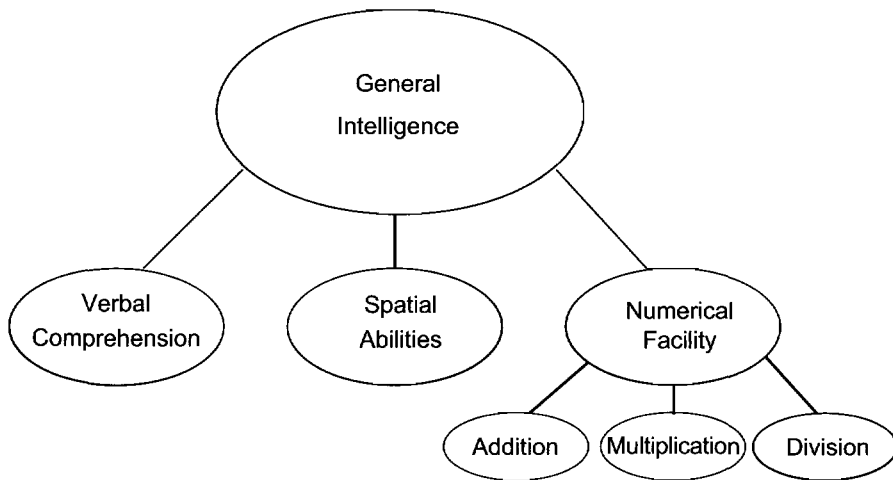 General
Intelligence
Verbal
Comprehension
Spatial
Abilities
Numerical
Facility
Addition
Multiplication
Division